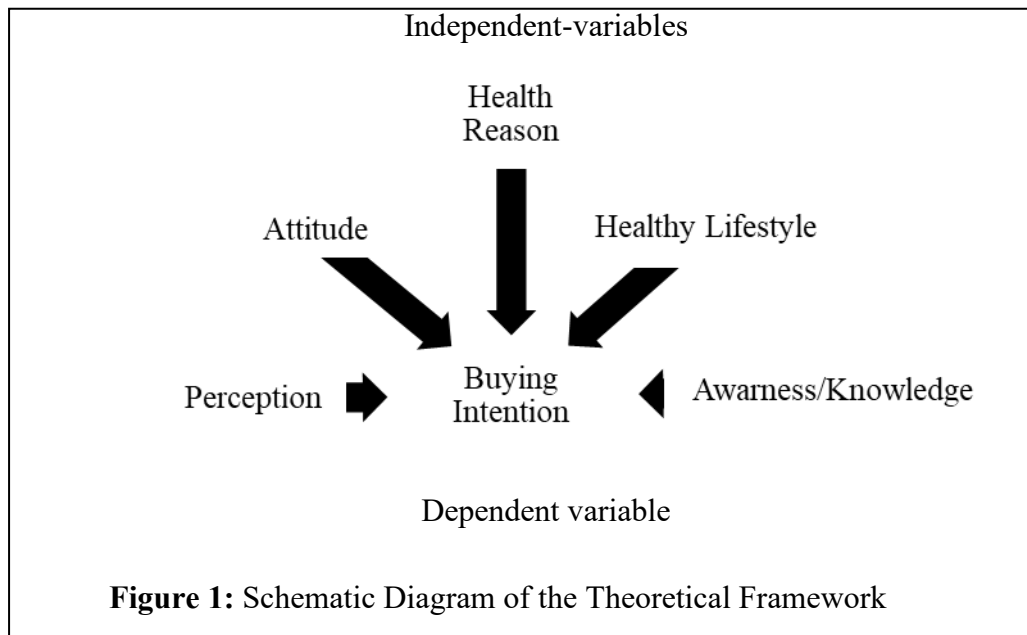 Independent-variables
Health
Reason
Attitude
Healthy Lifestyle
Perception
Buying
Intention
Awarness/Knowledge
Dependent variable
Figure 1: Schematic Diagram of the Theoretical Framework